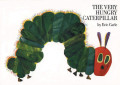 THE VERY
HUNGRY
CATERPILLAR
by Eric Carle